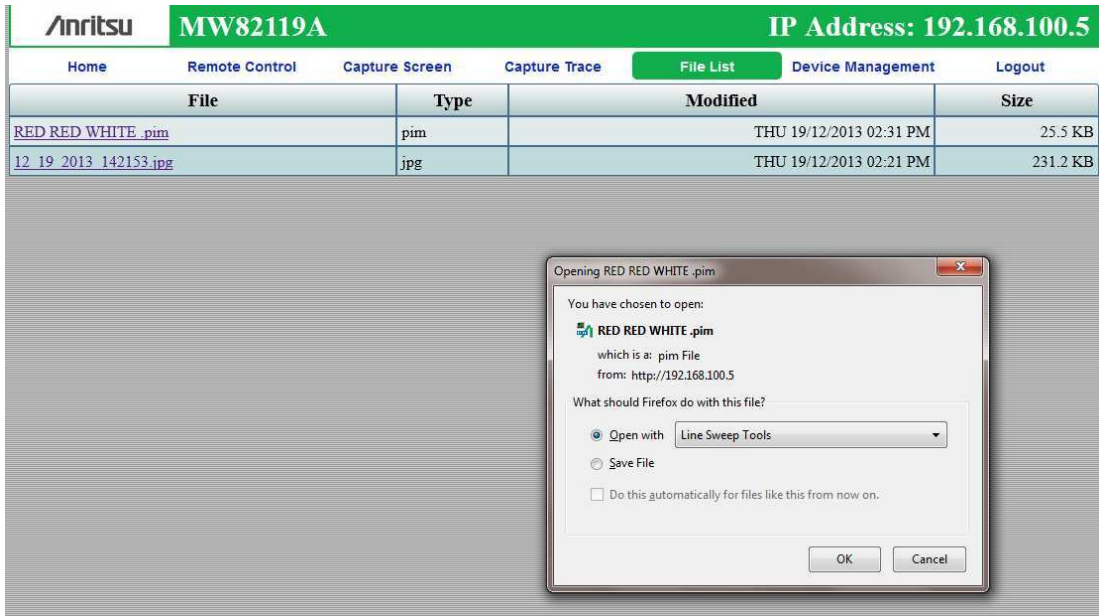 Anritsu MW82119A IP Address: 192.168.100.5
Home Remote Control Capture Screen Capture Trace File List Device Management Logout
File Type Modified Size
RED RED WHITE .pim pim THU 19/12/2013 02:31 PM 25.5 KB
12_19_2013_142153.jpg jpg THU 19/12/2013 02:21 PM 231.2 KB
Opening RED RED WHITE .pim
You have chosen to open:
RED RED WHITE .pim
which is a: pim File
from: http://192.168.100.5
What should Firefox do with this file?
Open with Line Sweep Tools
Save File
Do this automatically for files like this from now on.
OK Cancel